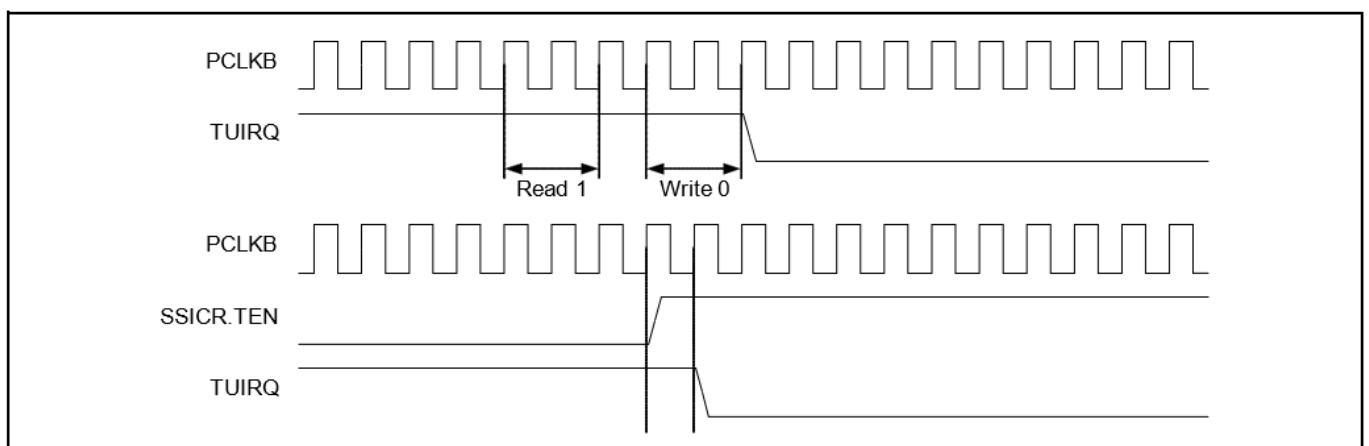 PCLKB
TUIRQ
Read 1 Write 0
PCLKB
SSICR.TEN
TUIRQ